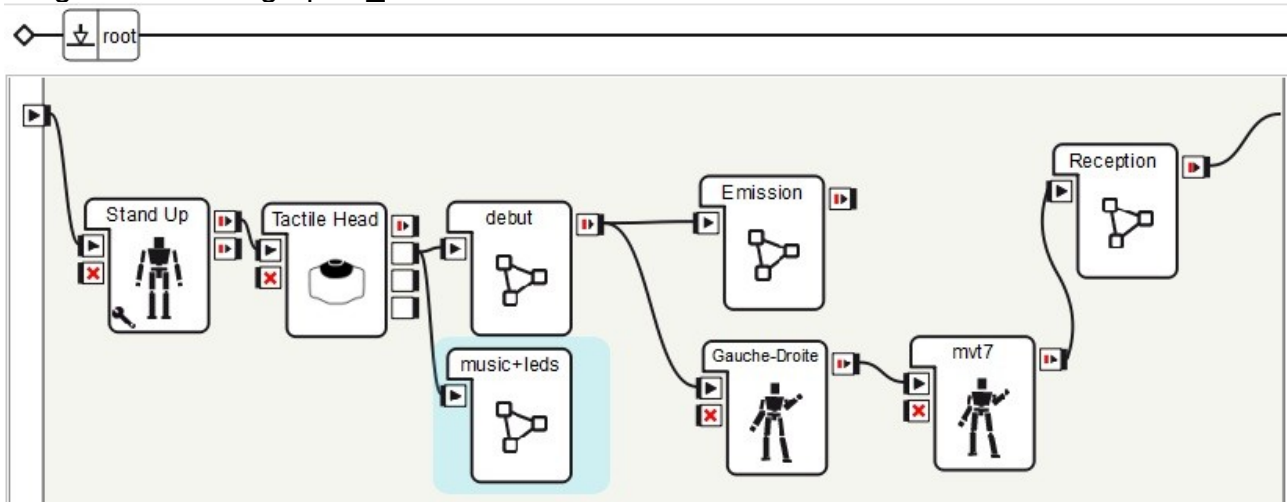 root
Stand Up
Tactile Head
debut
music+leds
Emission
Gauche-Droite
mvt7
Reception